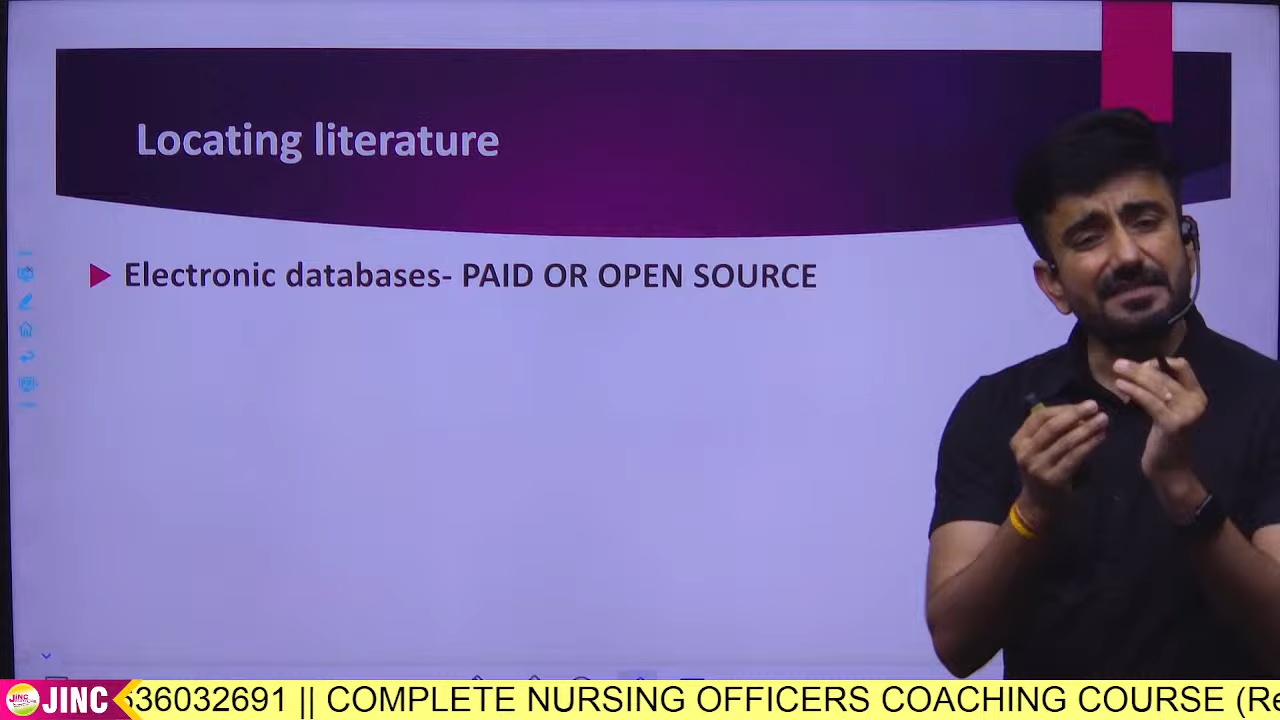 Locating literature
Electronic databases- PAID OR OPEN SOURCE
JINC
36032691 || COMPLETE NURSING OFFICERS COACHING COURSE (Re